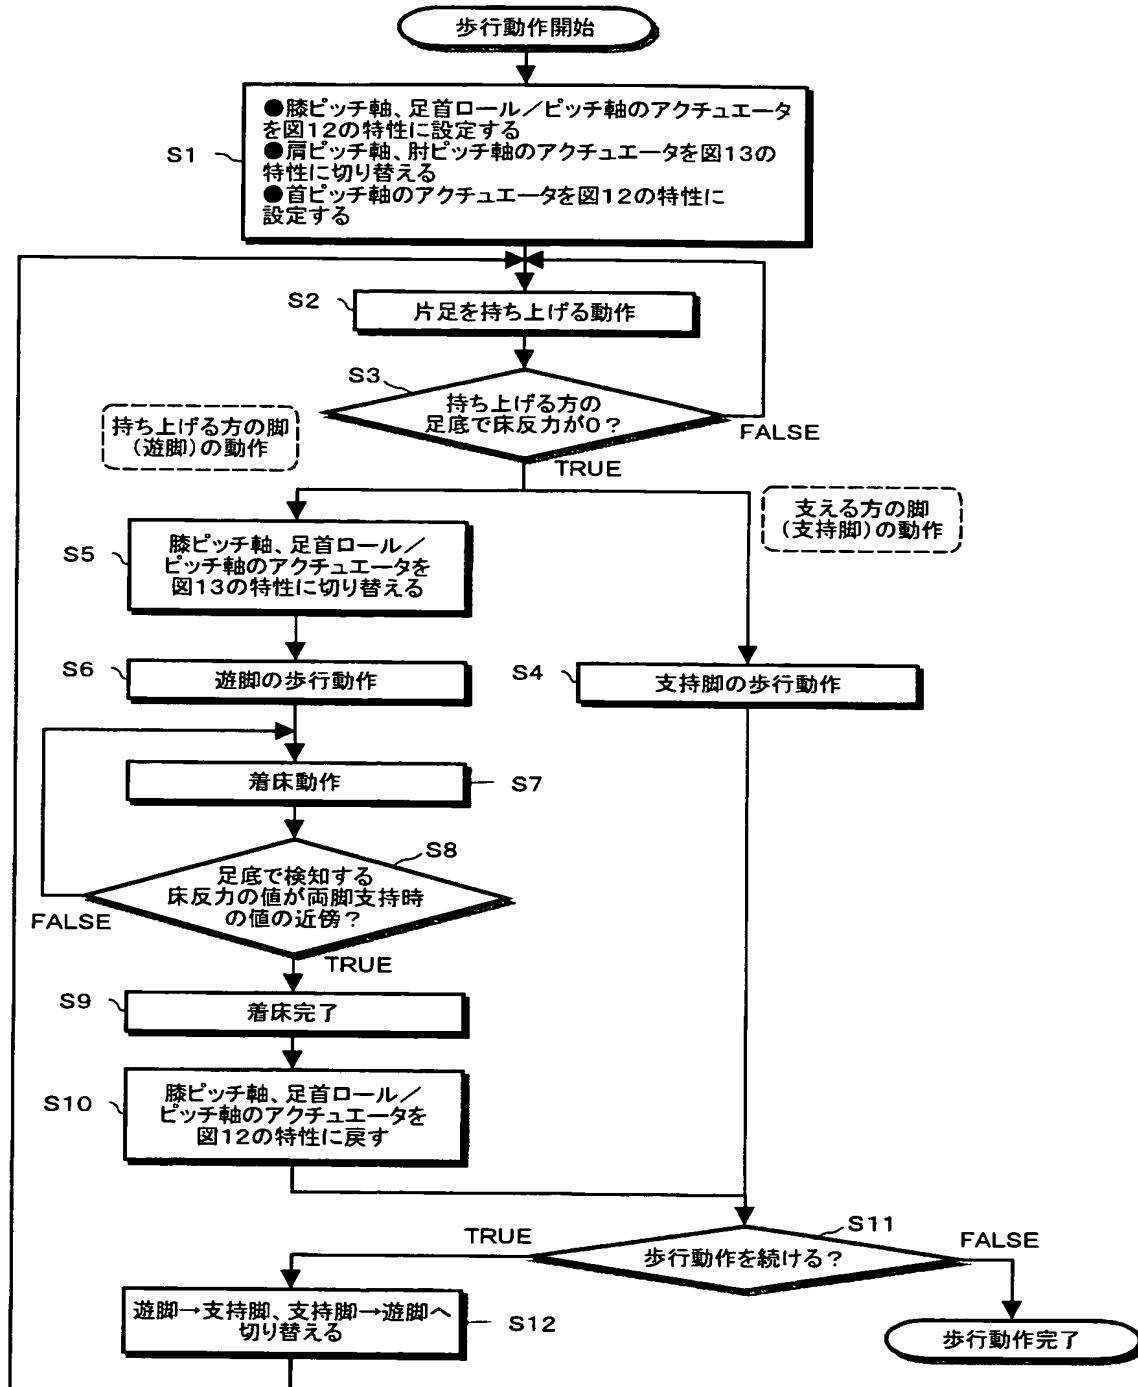 歩行動作開始
S1
●膝ピッチ軸、足首ロール／ピッチ軸のアクチュエータ
を図12の特性に設定する
●肩ピッチ軸、肘ピッチ軸のアクチュエータを図13の
特性に切り替える
●首ピッチ軸のアクチュエータを図12の特性に
設定する
S2
片足を持ち上げる動作
S3
持ち上げる方の
足底で床反力が0？
FALSE
TRUE
持ち上げる方の脚
（遊脚）の動作
支える方の脚
（支持脚）の動作
S5
膝ピッチ軸、足首ロール／
ピッチ軸のアクチュエータを
図13の特性に切り替える
S6
遊脚の歩行動作
S4
支持脚の歩行動作
着床動作
S7
S8
足底で検知する
床反力の値が両脚支持時
の値の近傍？
FALSE
TRUE
S9
着床完了
S10
膝ピッチ軸、足首ロール／
ピッチ軸のアクチュエータを
図12の特性に戻す
S11
TRUE
歩行動作を続ける？
FALSE
遊脚→支持脚、支持脚→遊脚へ
切り替える
S12
歩行動作完了